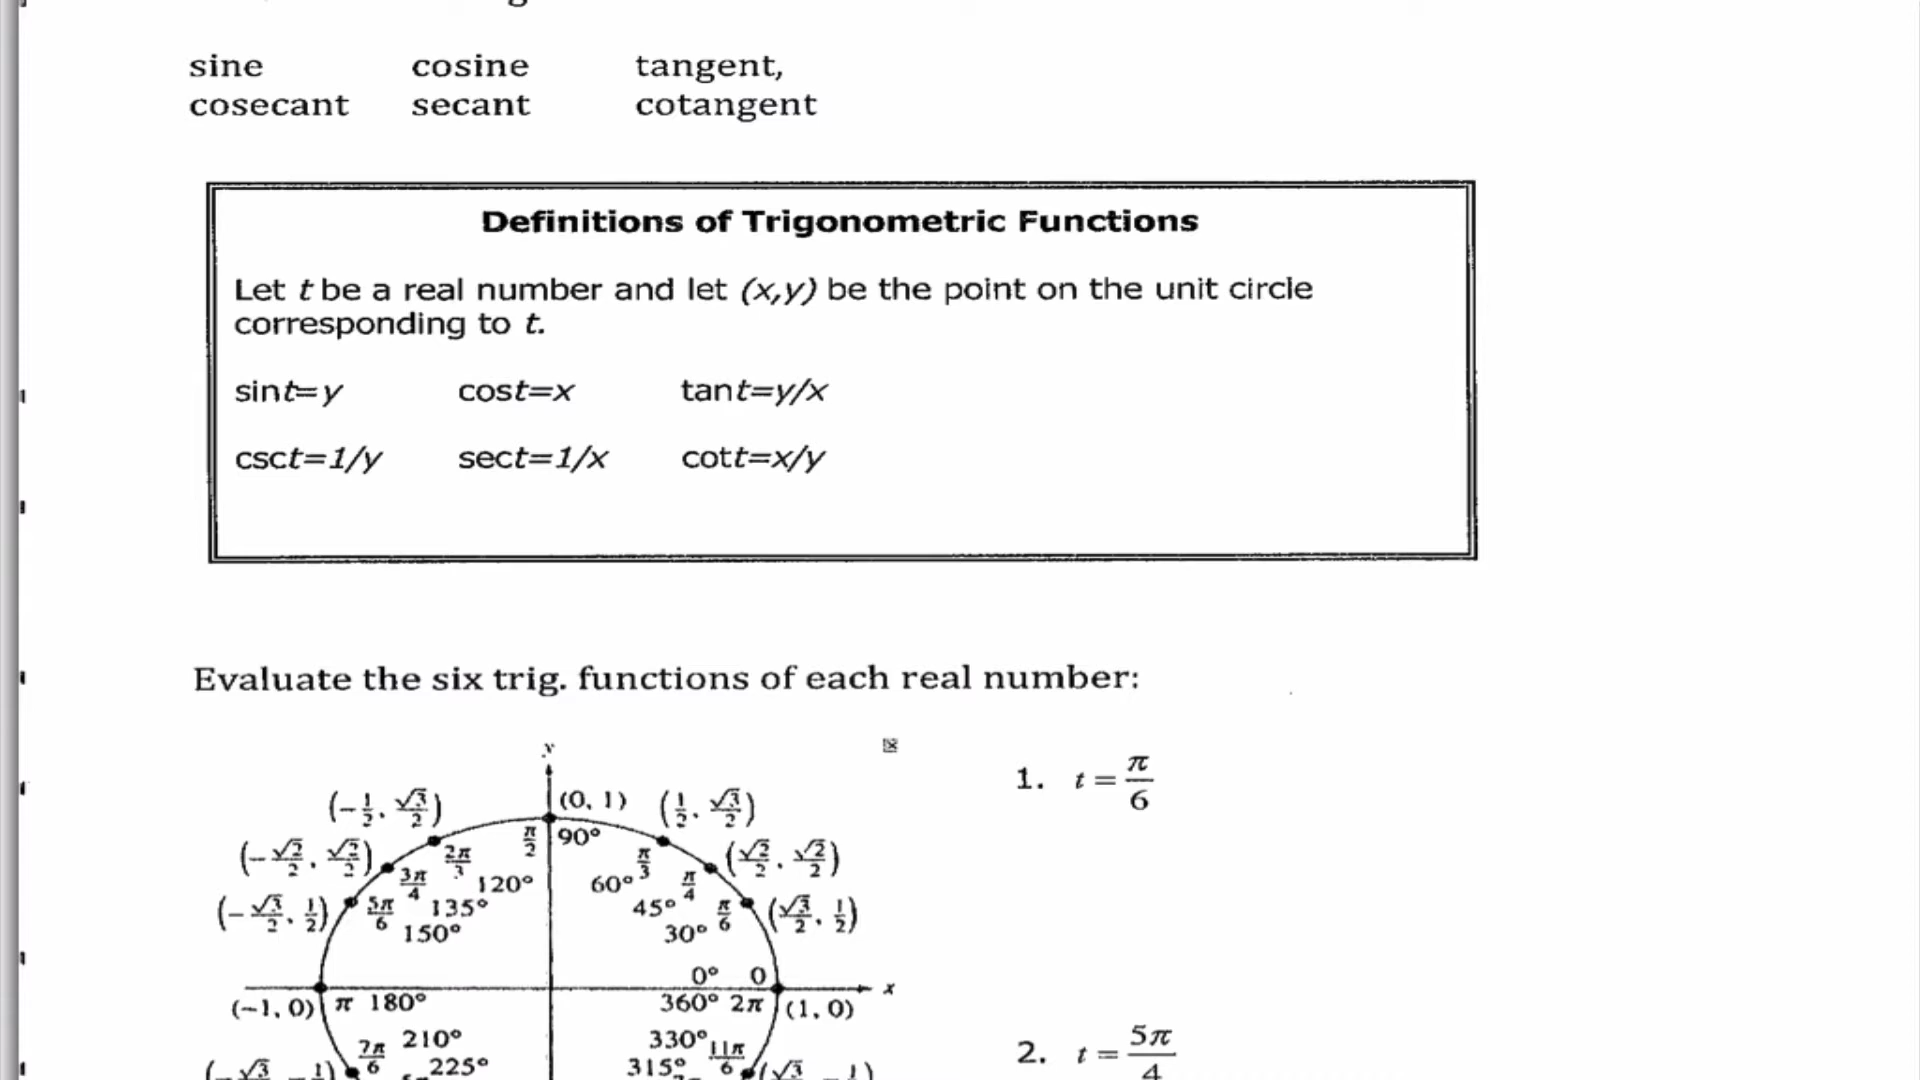 sine cosine tangent,
cosecant secant cotangent
Definitions of Trigonometric Functions
Let t be a real number and let (x,y) be the point on the unit circle
corresponding to t.
sint=y cost=x tant=y/x
csct=1/y sect=1/x cott=x/y
Evaluate the six trig. functions of each real number:
y
1. t = π/6
(-1/2, √3/2) (0, 1) (1/2, √3/2)
π/2 90°
(-√2/2, √2/2) 2π/3 π/3 (√2/2, √2/2)
3π/4 120° 60° π/4
(-√3/2, 1/2) 5π/6 135° 45° π/6 (√3/2, 1/2)
150° 30°
0° 0
x
(-1, 0) π 180° 360° 2π (1, 0)
210° 330°
7π/6 225° 315° 11π/6
2. t = 5π/4